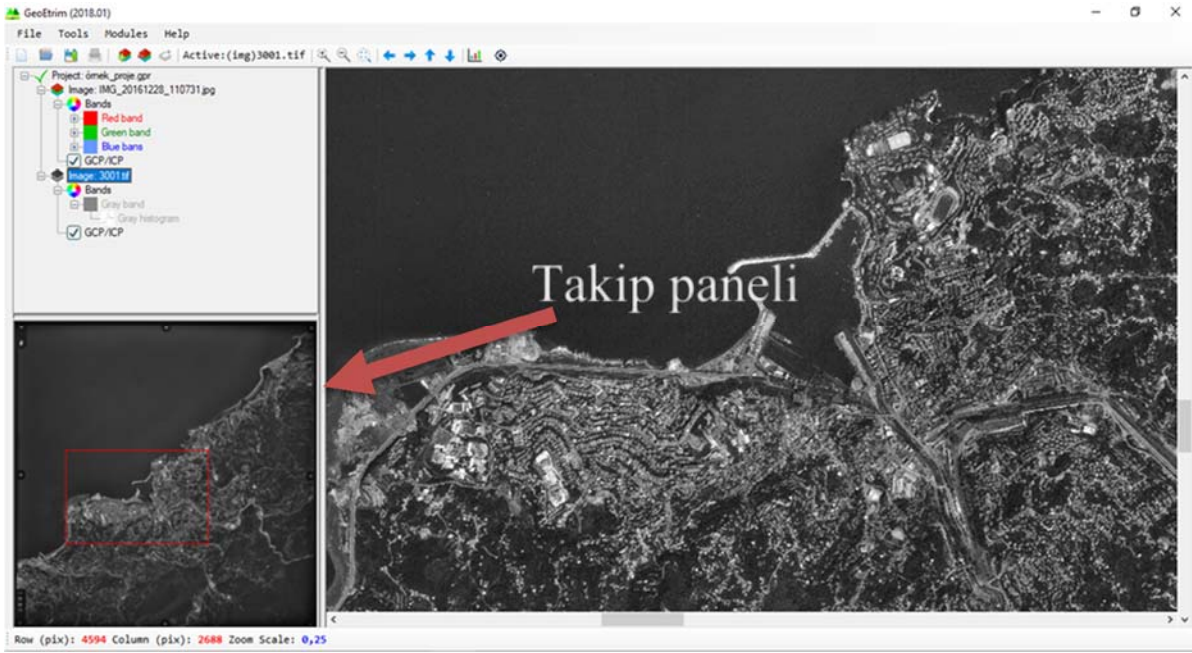 GeoEtrim (2018.01)
File Tools Modules Help
Active:(img)3001.tif
Project: örnek_proje.gpr
Image: IMG_20161228_110731.jpg
Bands
Red band
Green band
Blue bans
GCP/ICP
Image: 3001.tif
Bands
Gray band
Gray histogram
GCP/ICP
Takip paneli
Row (pix): 4594 Column (pix): 2688 Zoom Scale: 0,25